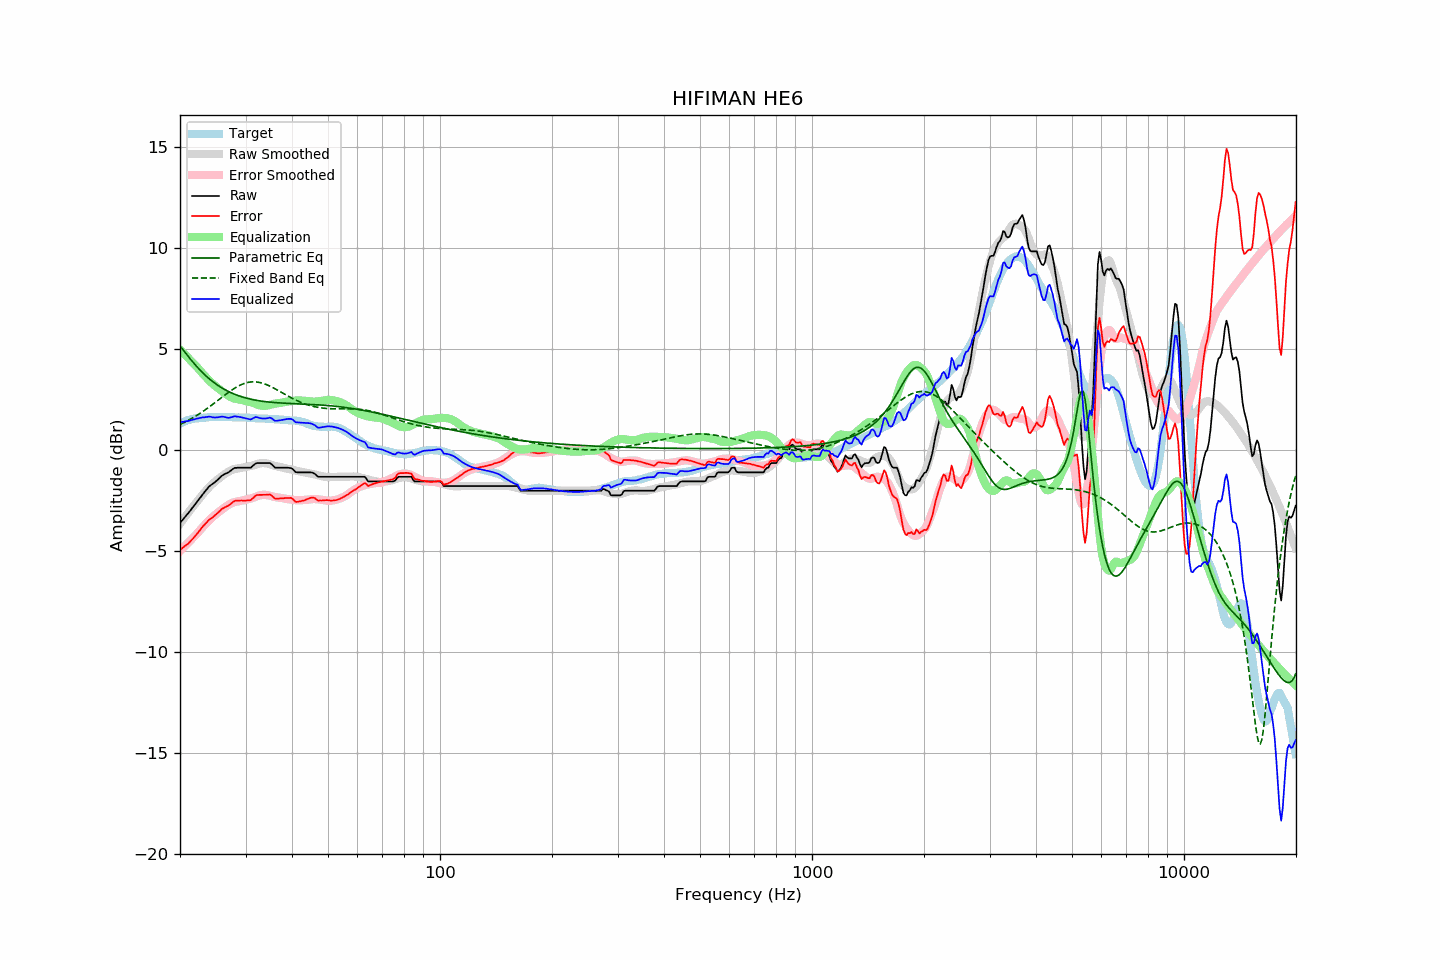 HIFIMAN HE6
Target
Raw Smoothed
Error Smoothed
Raw
Error
Equalization
Parametric Eq
Fixed Band Eq
Equalized
15
10
5
0
−5
−10
−15
−20
Amplitude (dBr)
100
1000
10000
Frequency (Hz)